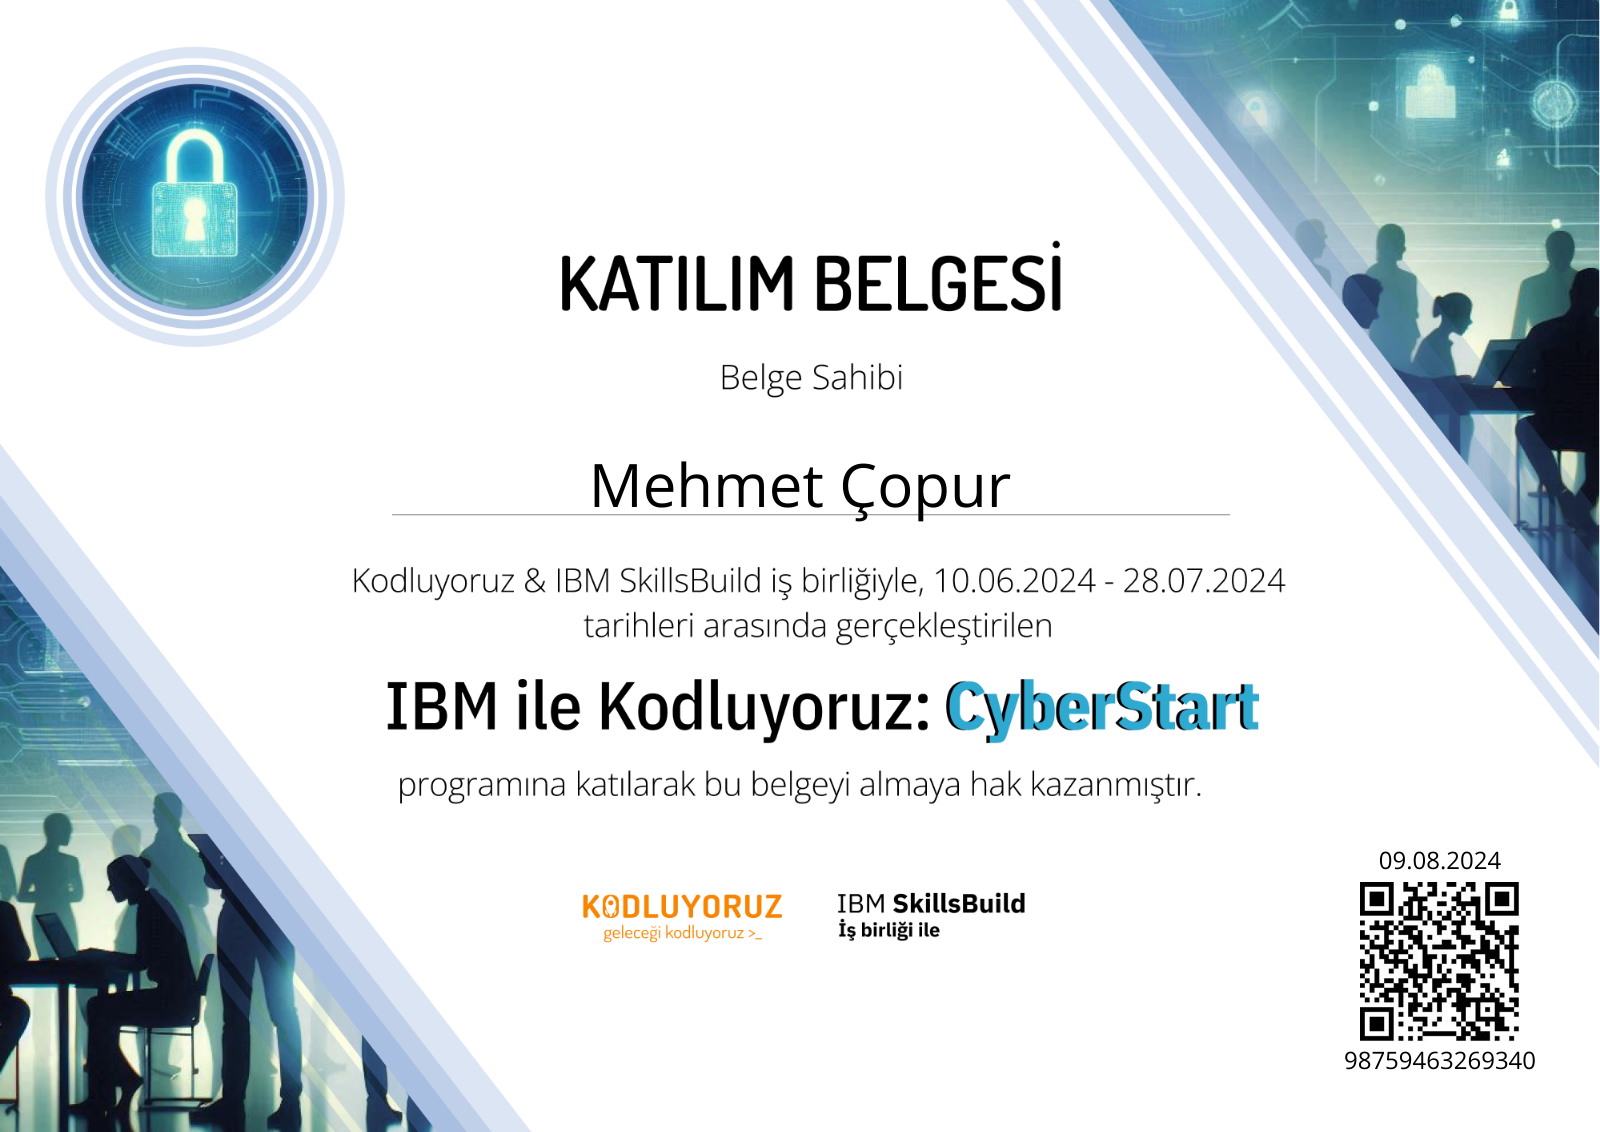 KATILIM BELGESİ
Belge Sahibi
Mehmet Çopur
Kodluyoruz & IBM SkillsBuild iş birliğiyle, 10.06.2024 - 28.07.2024
tarihleri arasında gerçekleştirilen
IBM ile Kodluyoruz: CyberStart
programına katılarak bu belgeyi almaya hak kazanmıştır.
KODLUYORUZ
geleceği kodluyoruz >_
IBM SkillsBuild
İş birliği ile
09.08.2024
98759463269340